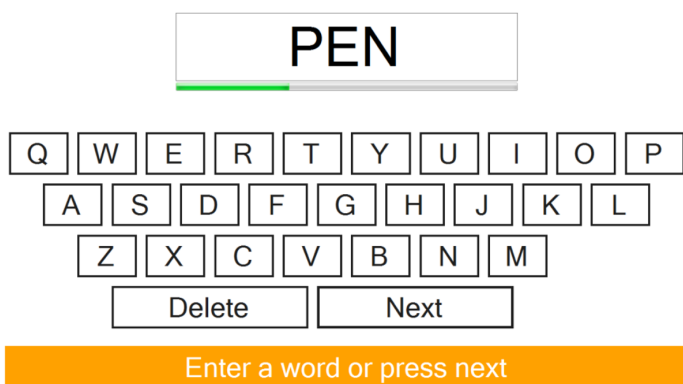 PEN
Q W E R T Y U I O P
A S D F G H J K L
Z X C V B N M
Delete Next
Enter a word or press next